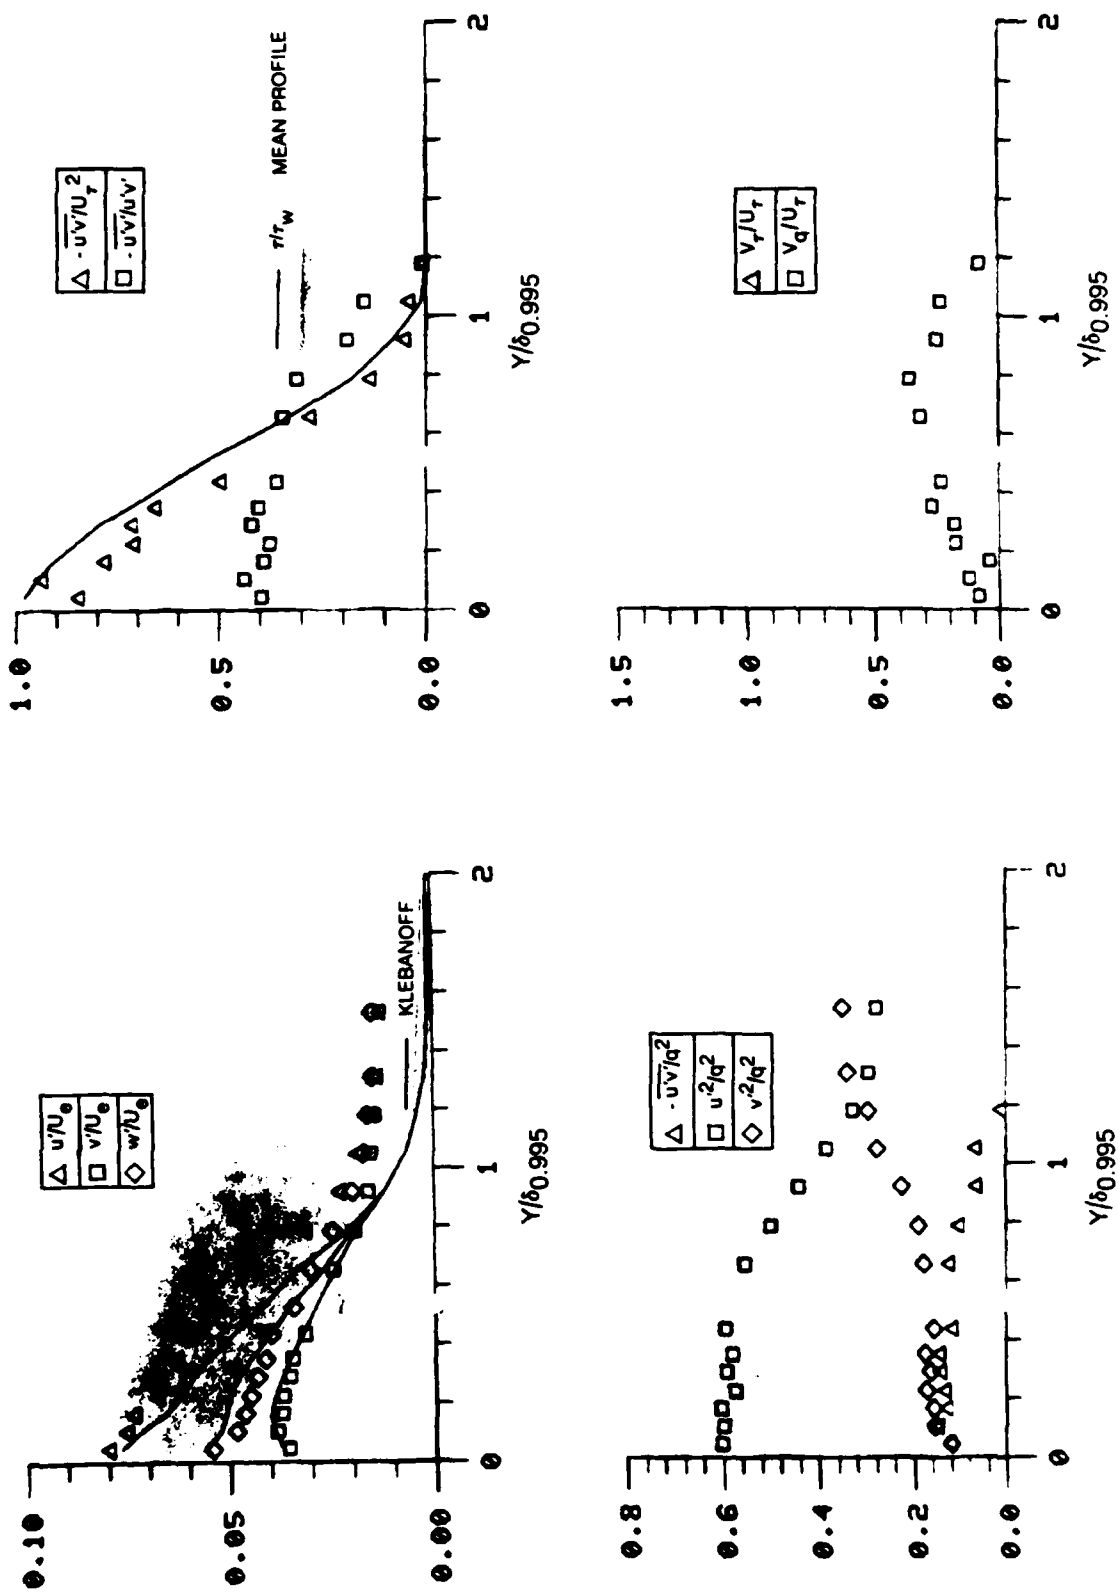 0.10
0.05
0.00
0
1
2
Y/δ0.995
△ u'/Ue
□ v'/Ue
◇ w'/Ue
KLEBANOFF
1.0
0.5
0.0
0
1
2
Y/δ0.995
△ -u'v'/Uτ2
□ -u'v'/u'v'
τ/τW MEAN PROFILE
0.8
0.6
0.4
0.2
0.0
0
1
2
Y/δ0.995
△ -u'v'/q2
□ u'2/q2
◇ v'2/q2
1.5
1.0
0.5
0.0
0
1
2
Y/δ0.995
△ Vτ/Uτ
□ Vq/Uτ